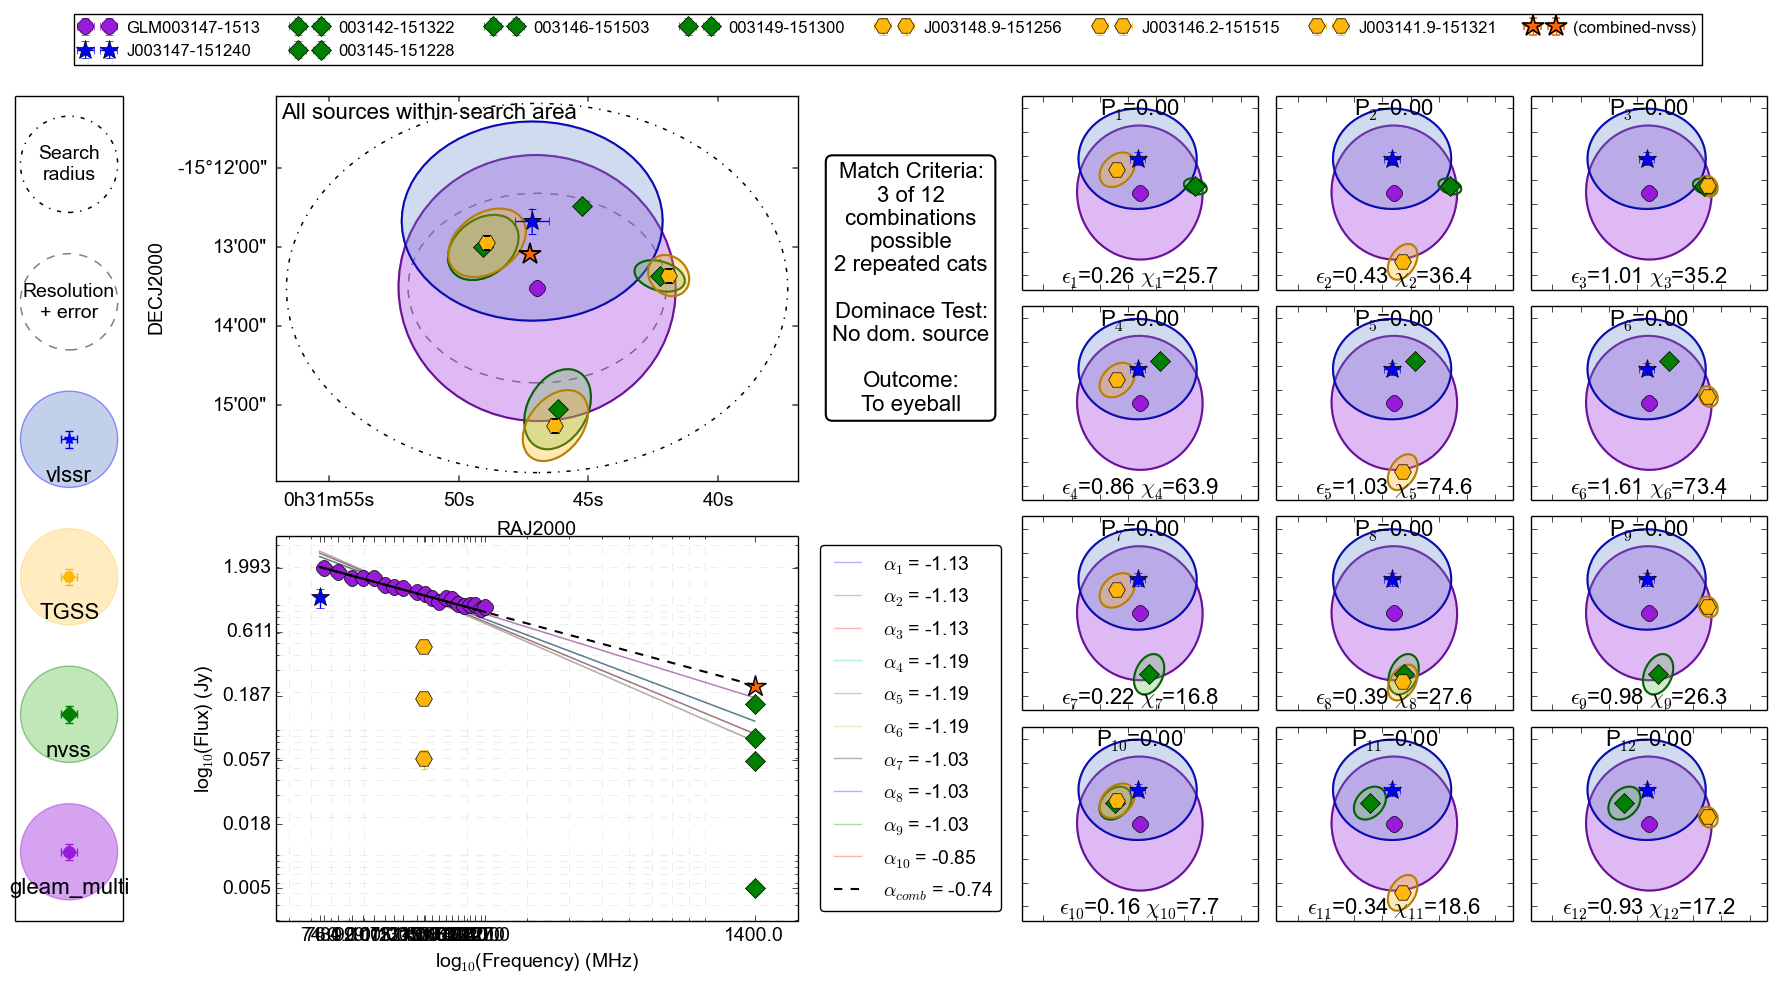 GLM003147-1513 003142-151322 003146-151503 003149-151300 J003148.9-151256 J003146.2-151515 J003141.9-151321 (combined-nvss)
J003147-151240 003145-151228
Search
radius
Resolution
+ error
vlssr
TGSS
nvss
gleam_multi
All sources within search area
DECJ2000
-15°12'00"
13'00"
14'00"
15'00"
0h31m55s 50s 45s 40s
RAJ2000
Match Criteria:
3 of 12
combinations
possible
2 repeated cats
Dominace Test:
No dom. source
Outcome:
To eyeball
log10(Flux) (Jy)
1.993
0.611
0.187
0.057
0.018
0.005
1400.0
log10(Frequency) (MHz)
α1 = -1.13
α2 = -1.13
α3 = -1.13
α4 = -1.19
α5 = -1.19
α6 = -1.19
α7 = -1.03
α8 = -1.03
α9 = -1.03
α10 = -0.85
αcomb = -0.74
P1=0.00 P2=0.00 P3=0.00
ϵ1=0.26 χ1=25.7 ϵ2=0.43 χ2=36.4 ϵ3=1.01 χ3=35.2
P4=0.00 P5=0.00 P6=0.00
ϵ4=0.86 χ4=63.9 ϵ5=1.03 χ5=74.6 ϵ6=1.61 χ6=73.4
P7=0.00 P8=0.00 P9=0.00
ϵ7=0.22 χ7=16.8 ϵ8=0.39 χ8=27.6 ϵ9=0.98 χ9=26.3
P10=0.00 P11=0.00 P12=0.00
ϵ10=0.16 χ10=7.7 ϵ11=0.34 χ11=18.6 ϵ12=0.93 χ12=17.2